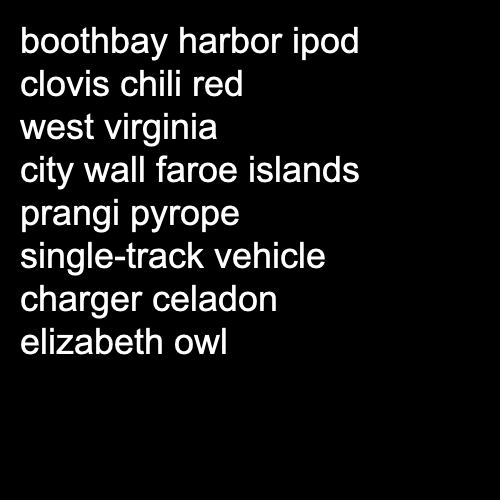 boothbay harbor ipod
clovis chili red
west virginia
city wall faroe islands
prangi pyrope
single-track vehicle
charger celadon
elizabeth owl